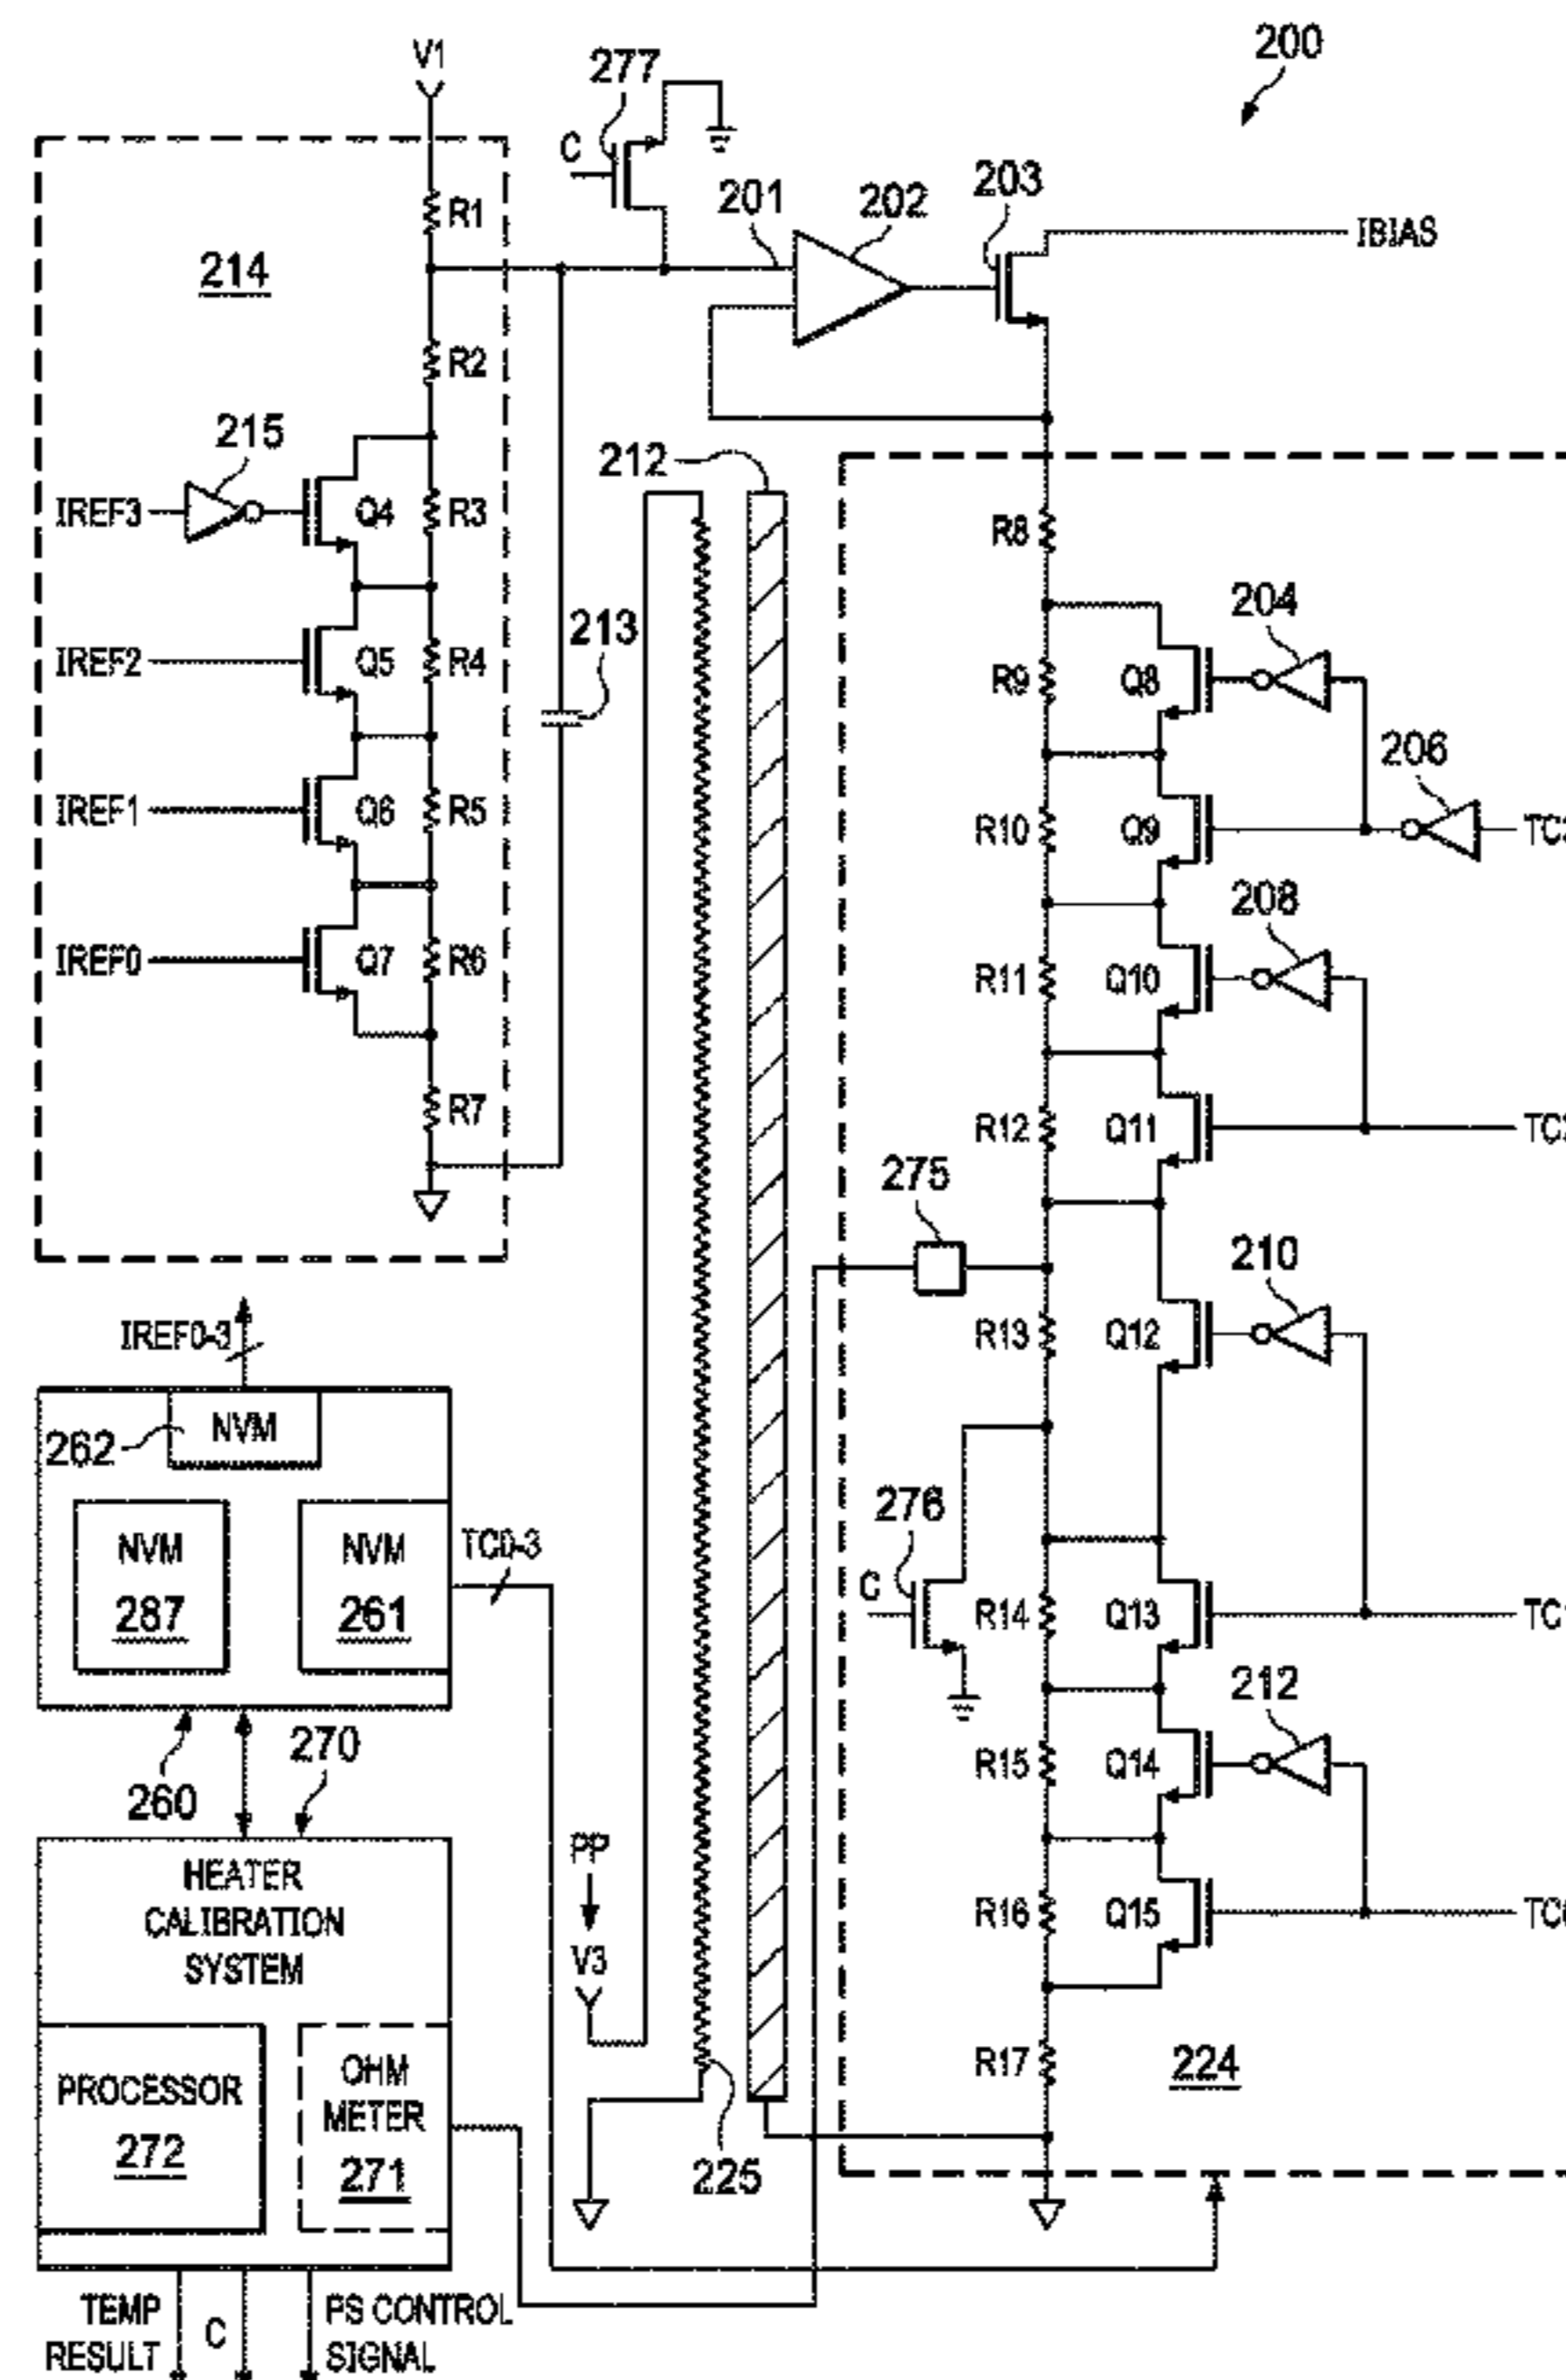 200
V1
277
C
201
202
203
IBIAS
R1
214
R2
215
212
IREF3
Q4
R3
R8
204
213
IREF2
Q5
R4
R9
Q8
206
IREF1
Q6
R5
R10
Q9
208
IREF0
Q7
R6
R11
Q10
R7
R12
Q11
275
210
IREF0-3
R13
Q12
NVM
262
276
NVM
287
NVM
261
TC0-3
C
R14
Q13
TC1
212
270
260
R15
Q14
HEATER
CALIBRATION
SYSTEM
PP
V3
R16
Q15
R17
224
PROCESSOR
272
OHM
METER
271
225
TEMP
RESULT
C
PS CONTROL
SIGNAL